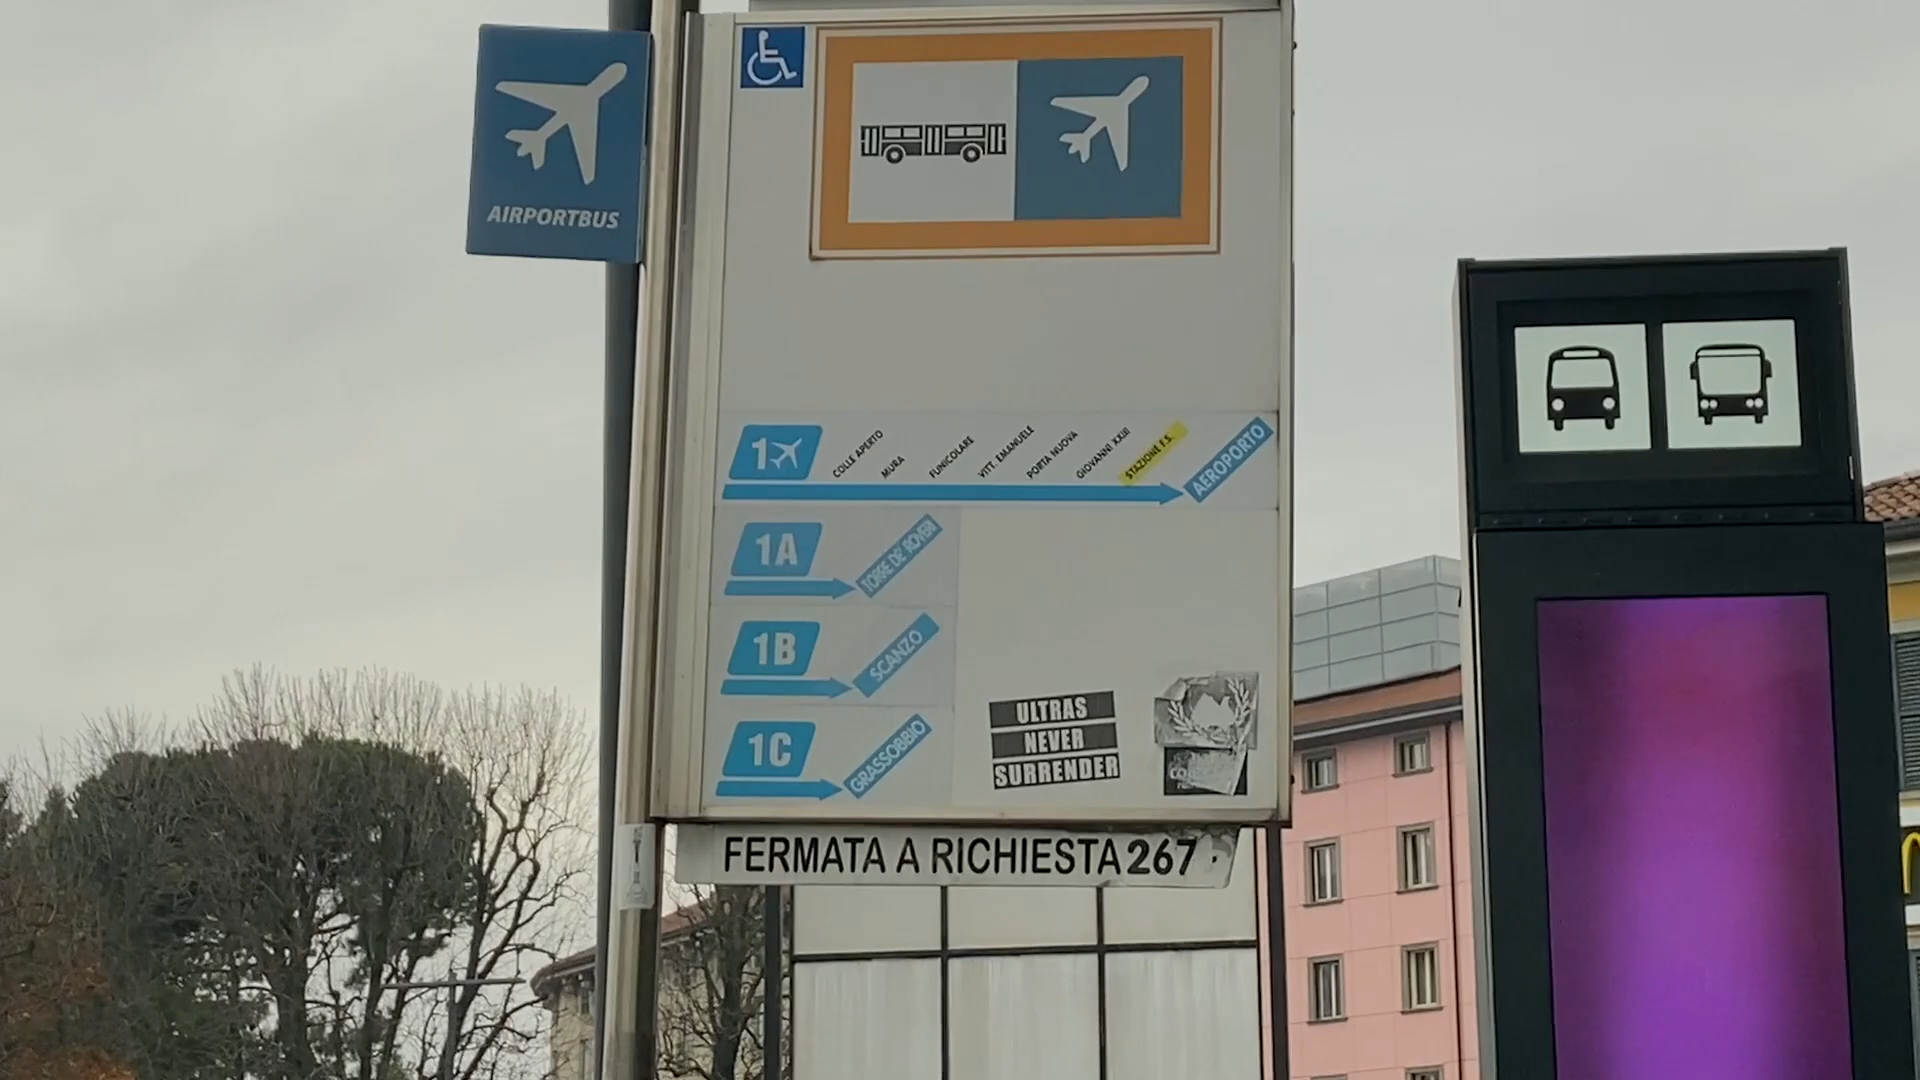 AIRPORTBUS
1
COLLE APERTO
MURA
FUNICOLARE
VITT. EMANUELE
PORTA NUOVA
GIOVANNI XXIII
STAZIONE F.S.
AEROPORTO
1A
TORRE DE' ROVERI
1B
SCANZO
1C
GRASSOBBIO
ULTRAS
NEVER
SURRENDER
FERMATA A RICHIESTA 267